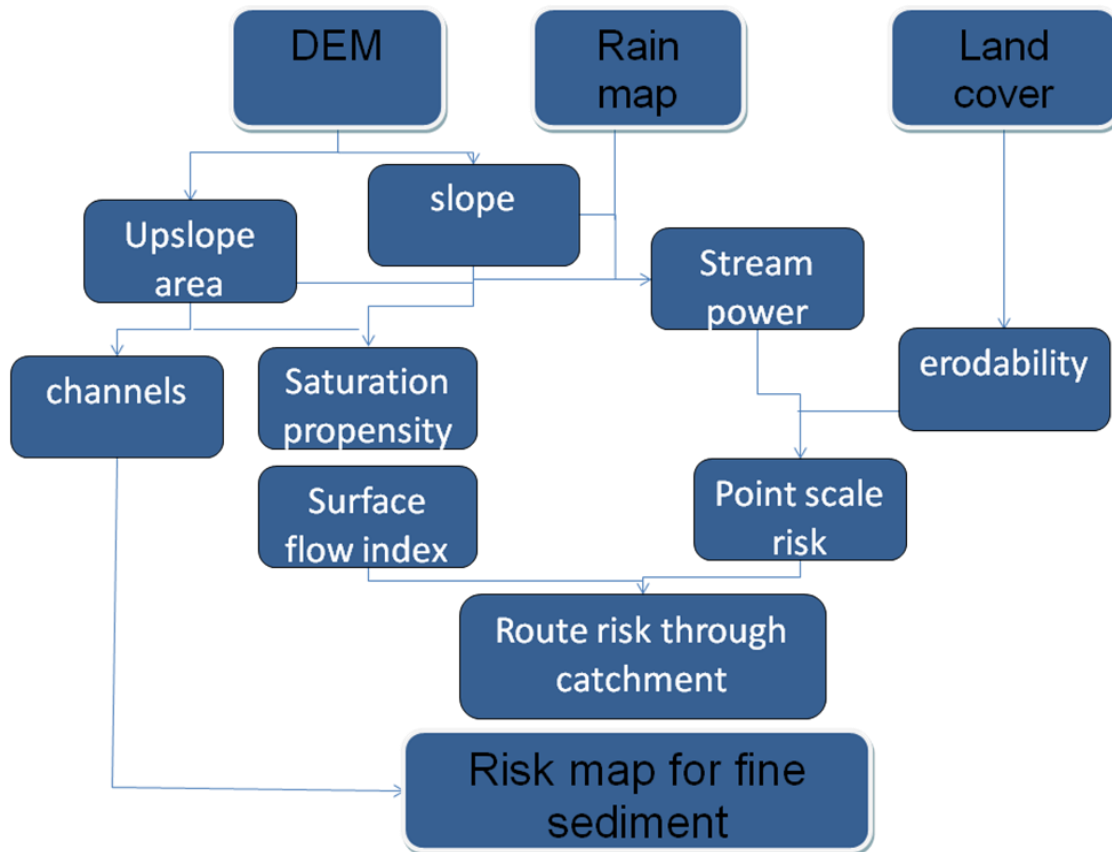 DEM
Rain
map
Land
cover
slope
Upslope
area
Stream
power
channels
Saturation
propensity
erodability
Surface
flow index
Point scale
risk
Route risk through
catchment
Risk map for fine
sediment